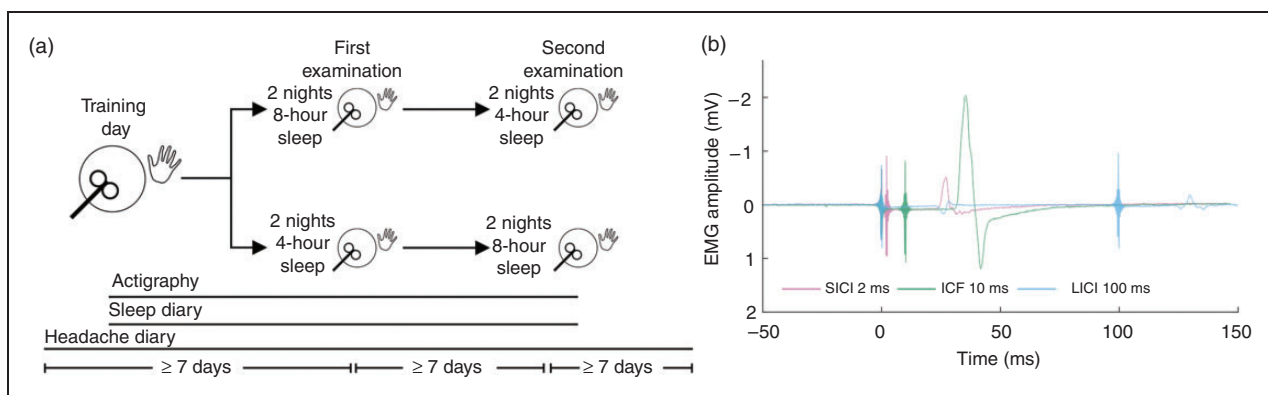 (a)
Training
day
First
examination
2 nights
8-hour
sleep
Second
examination
2 nights
4-hour
sleep
2 nights
4-hour
sleep
2 nights
8-hour
sleep
Actigraphy
Sleep diary
Headache diary
≥ 7 days
≥ 7 days
≥ 7 days
(b)
EMG amplitude (mV)
−2
−1
0
1
2
SICI 2 ms
ICF 10 ms
LICI 100 ms
−50
0
50
100
150
Time (ms)